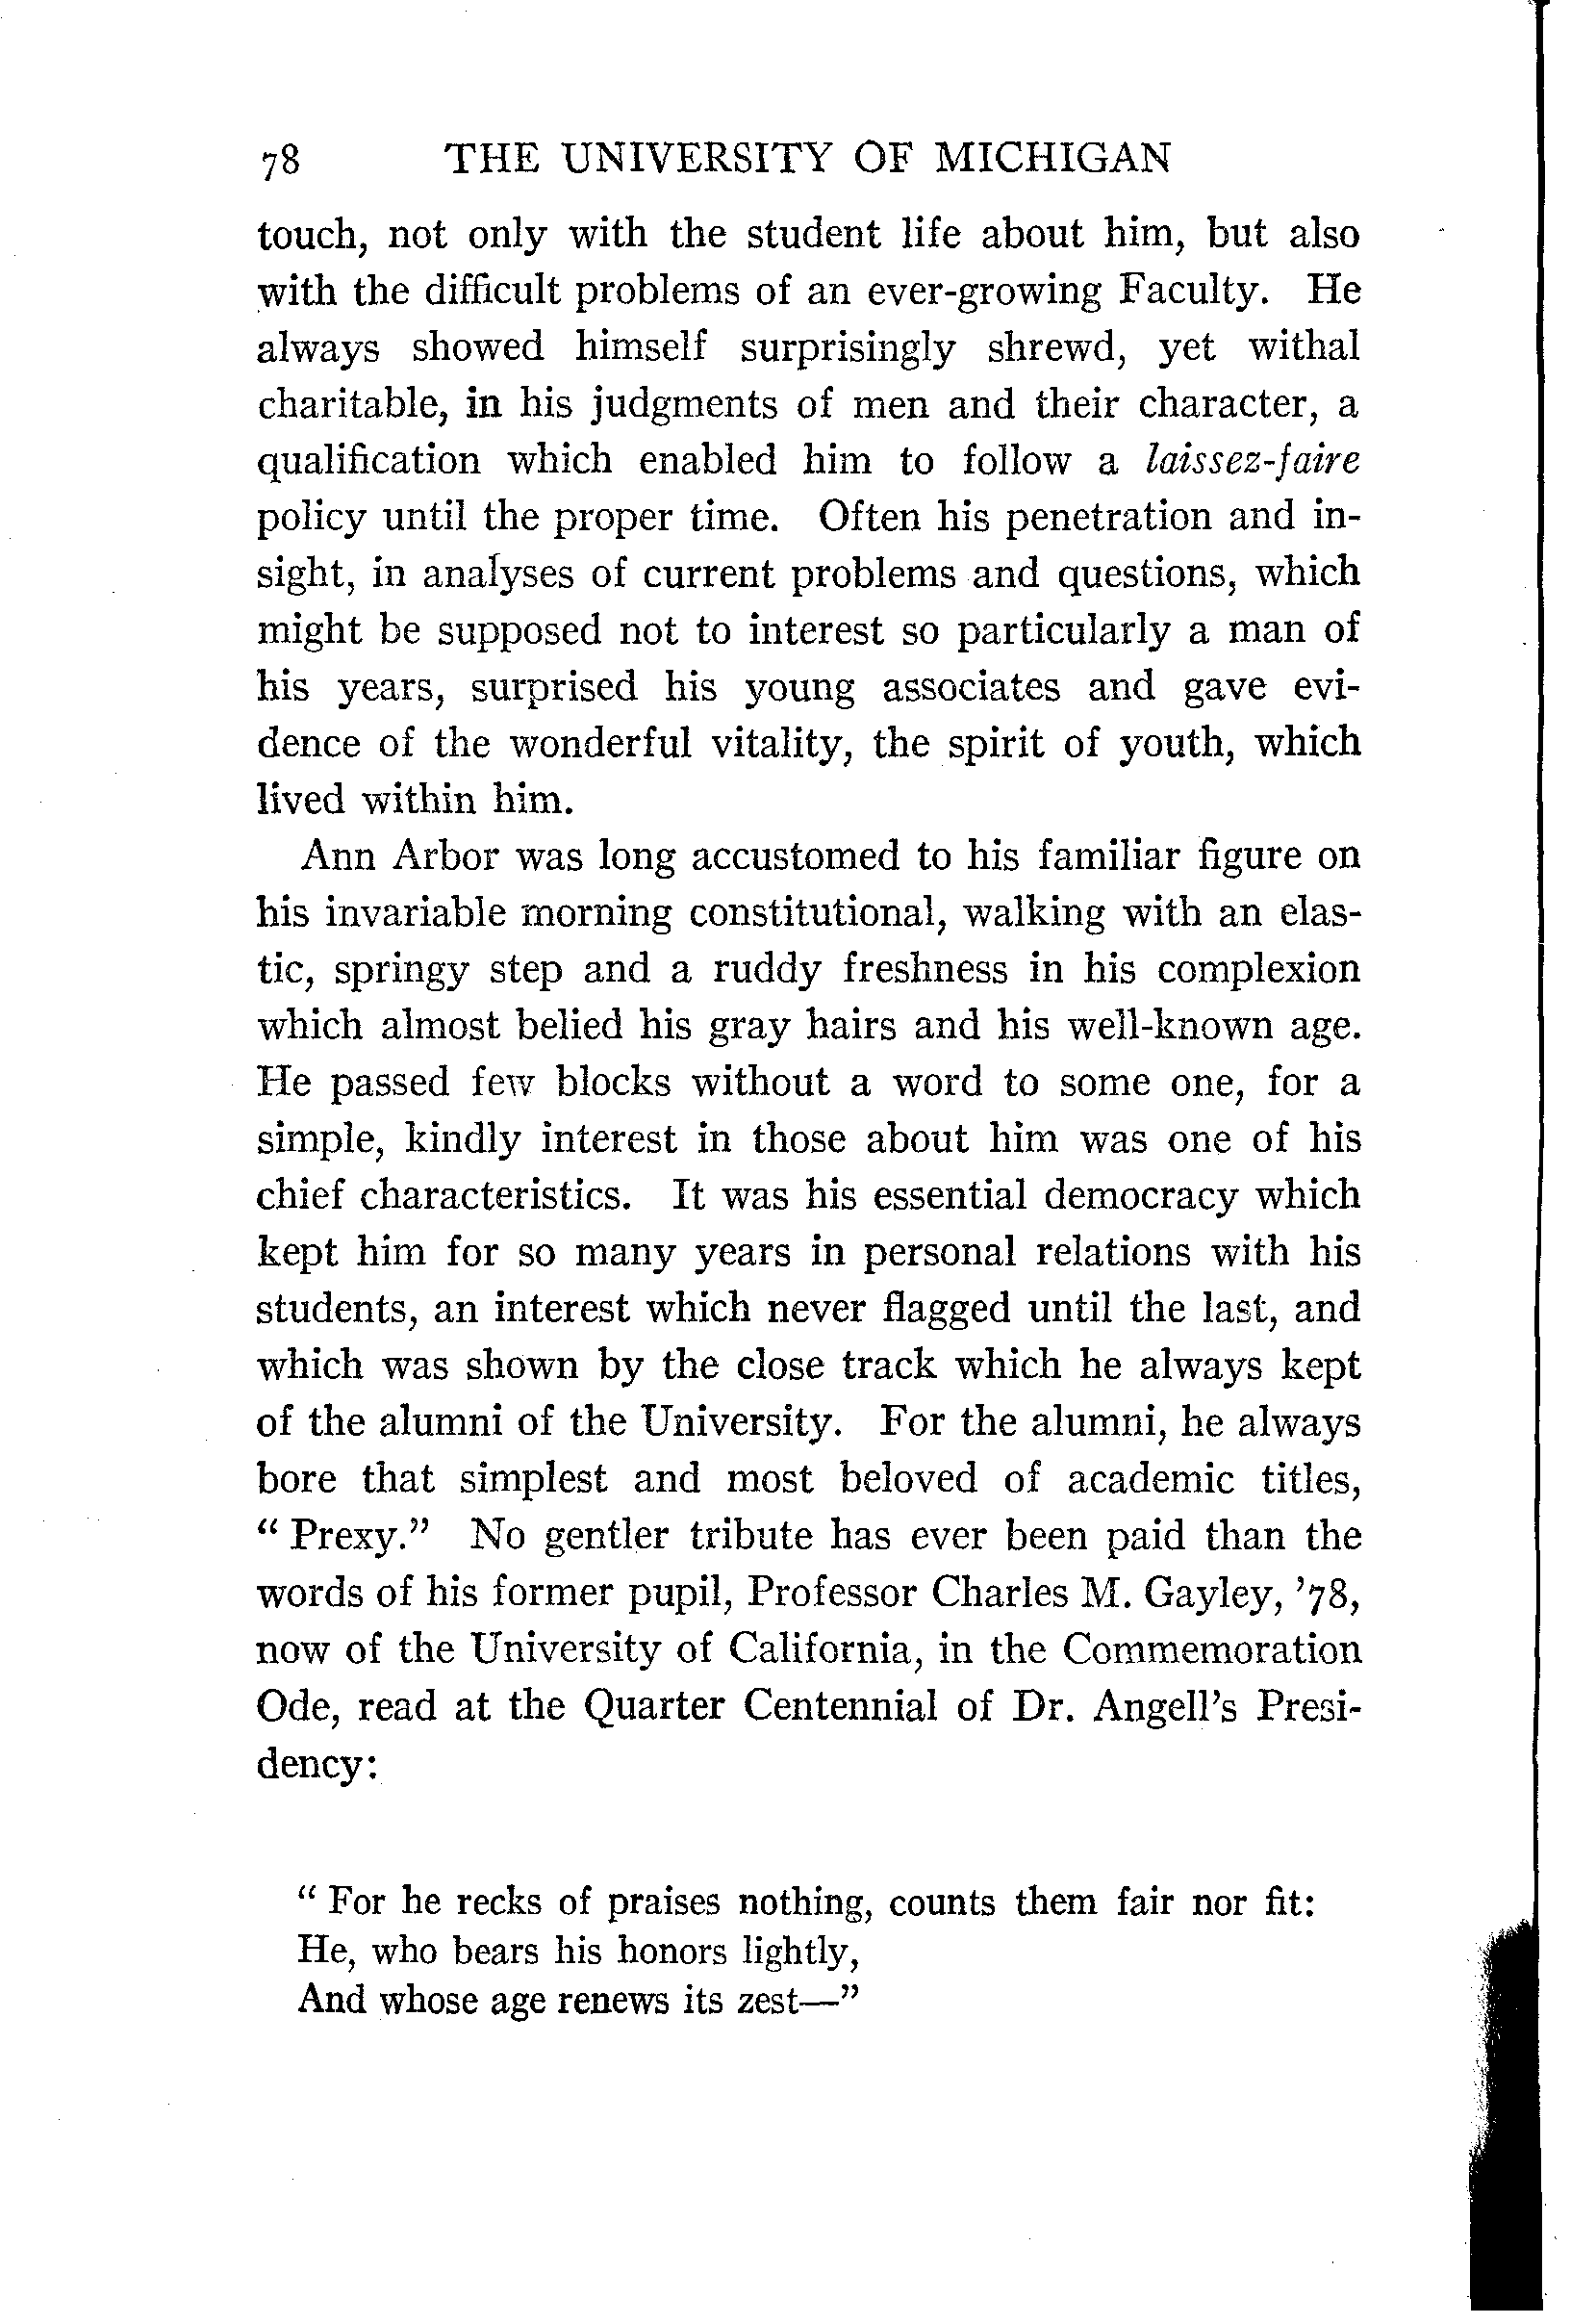 78 THE UNIVERSITY OF MICHIGAN
touch, not only with the student life about him, but also
with the difficult problems of an ever-growing Faculty. He
always showed himself surprisingly shrewd, yet withal
charitable, in his judgments of men and their character, a
qualification which enabled him to follow a laissez-faire
policy until the proper time. Often his penetration and in-
sight, in analyses of current problems and questions, which
might be supposed not to interest so particularly a man of
his years, surprised his young associates and gave evi-
dence of the wonderful vitality, the spirit of youth, which
lived within him.
Ann Arbor was long accustomed to his familiar figure on
his invariable morning constitutional, walking with an elas-
tic, springy step and a ruddy freshness in his complexion
which almost belied his gray hairs and his well-known age.
He passed few blocks without a word to some one, for a
simple, kindly interest in those about him was one of his
chief characteristics. It was his essential democracy which
kept him for so many years in personal relations with his
students, an interest which never flagged until the last, and
which was shown by the close track which he always kept
of the alumni of the University. For the alumni, he always
bore that simplest and most beloved of academic titles,
" Prexy." No gentler tribute has ever been paid than the
words of his former pupil, Professor Charles M. Gayley, '78,
now of the University of California, in the Commemoration
Ode, read at the Quarter Centennial of Dr. Angell's Presi-
dency:
" For he recks of praises nothing, counts them fair nor fit:
He, who bears his honors lightly,
And whose age renews its zest—"